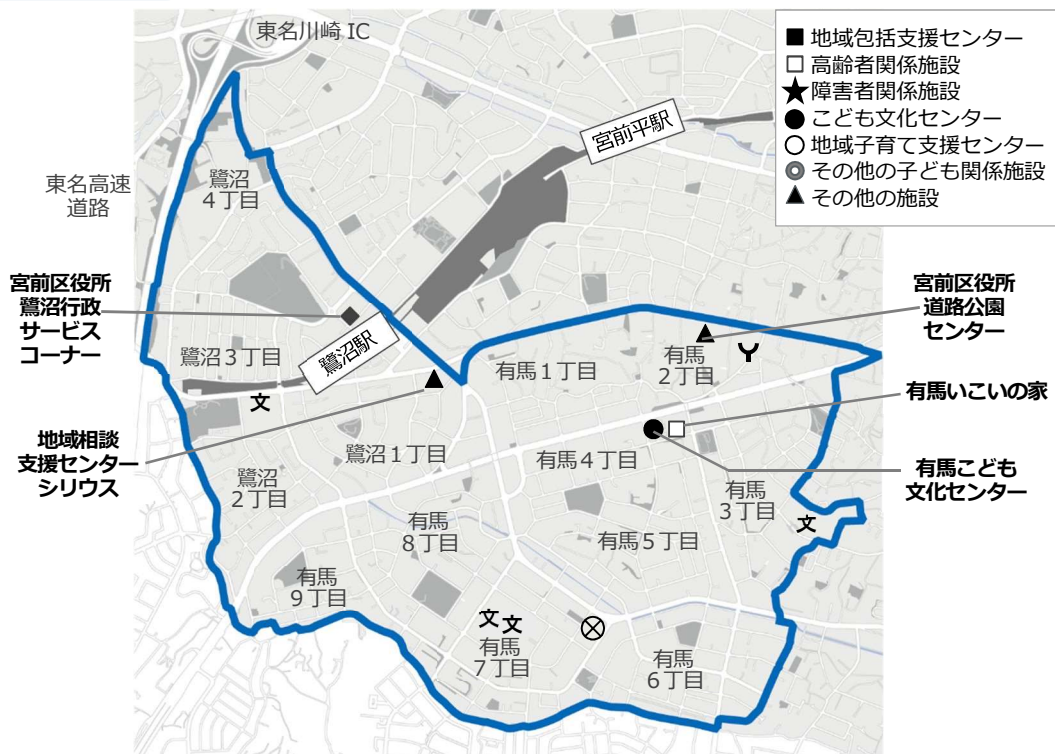 東名川崎 IC
■ 地域包括支援センター
□ 高齢者関係施設
★ 障害者関係施設
● こども文化センター
○ 地域子育て支援センター
◎ その他の子ども関係施設
▲ その他の施設
宮前平駅
東名高速
道路
鷺沼
4丁目
宮前区役所
鷺沼行政
サービス
コーナー
宮前区役所
道路公園
センター
鷺沼駅
鷺沼3丁目
有馬1丁目
有馬
2丁目
文
有馬いこいの家
地域相談
支援センター
シリウス
鷺沼1丁目
有馬4丁目
鷺沼
2丁目
有馬こども
文化センター
有馬
3丁目
文
有馬
8丁目
有馬5丁目
有馬
9丁目
文文
有馬
7丁目
有馬
6丁目